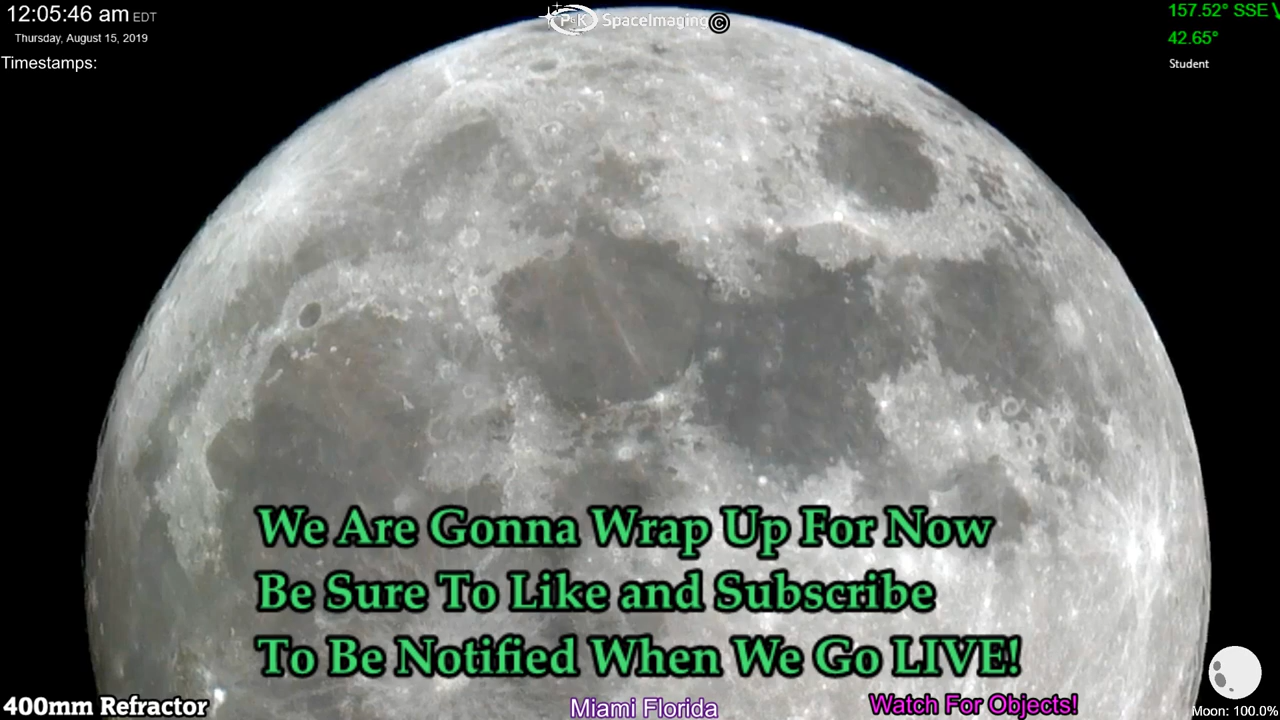 12:05:46 am EDT
Thursday, August 15, 2019
Timestamps:
P&K SpaceImaging©
157.52° SSE
42.65°
Student
We Are Gonna Wrap Up For Now
Be Sure To Like and Subscribe
To Be Notified When We Go LIVE!
400mm Refractor
Miami Florida
Watch For Objects!
Moon: 100.0%